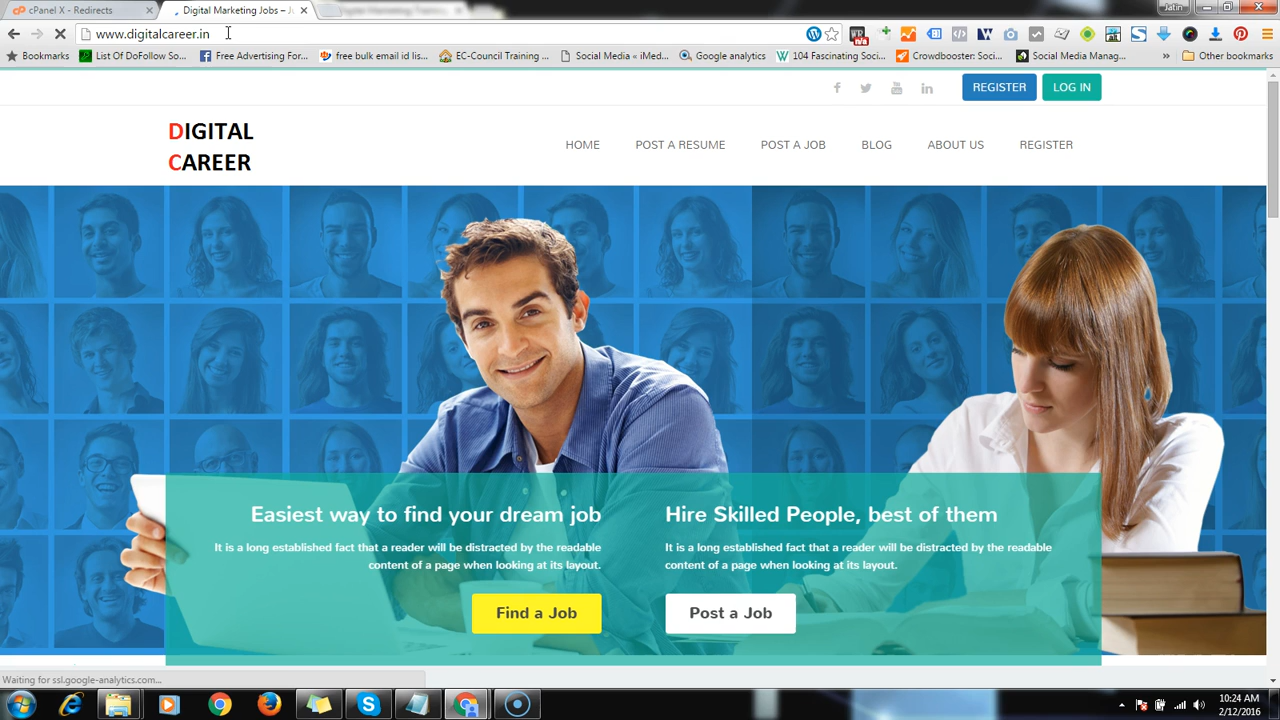 cPanel X - Redirects
Digital Marketing Jobs – Ju
Jatin
www.digitalcareer.in
Bookmarks
List Of DoFollow So...
Free Advertising For...
free bulk email id lis...
EC-Council Training ...
Social Media « iMed...
Google analytics
104 Fascinating Soci...
Crowdbooster: Soci...
Social Media Manag...
»
Other bookmarks
REGISTER
LOG IN
DIGITAL
CAREER
HOME
POST A RESUME
POST A JOB
BLOG
ABOUT US
REGISTER
Easiest way to find your dream job
It is a long established fact that a reader will be distracted by the readable
content of a page when looking at its layout.
Find a Job
Hire Skilled People, best of them
It is a long established fact that a reader will be distracted by the readable
content of a page when looking at its layout.
Post a Job
Waiting for ssl.google-analytics.com...
10:24 AM
2/12/2016